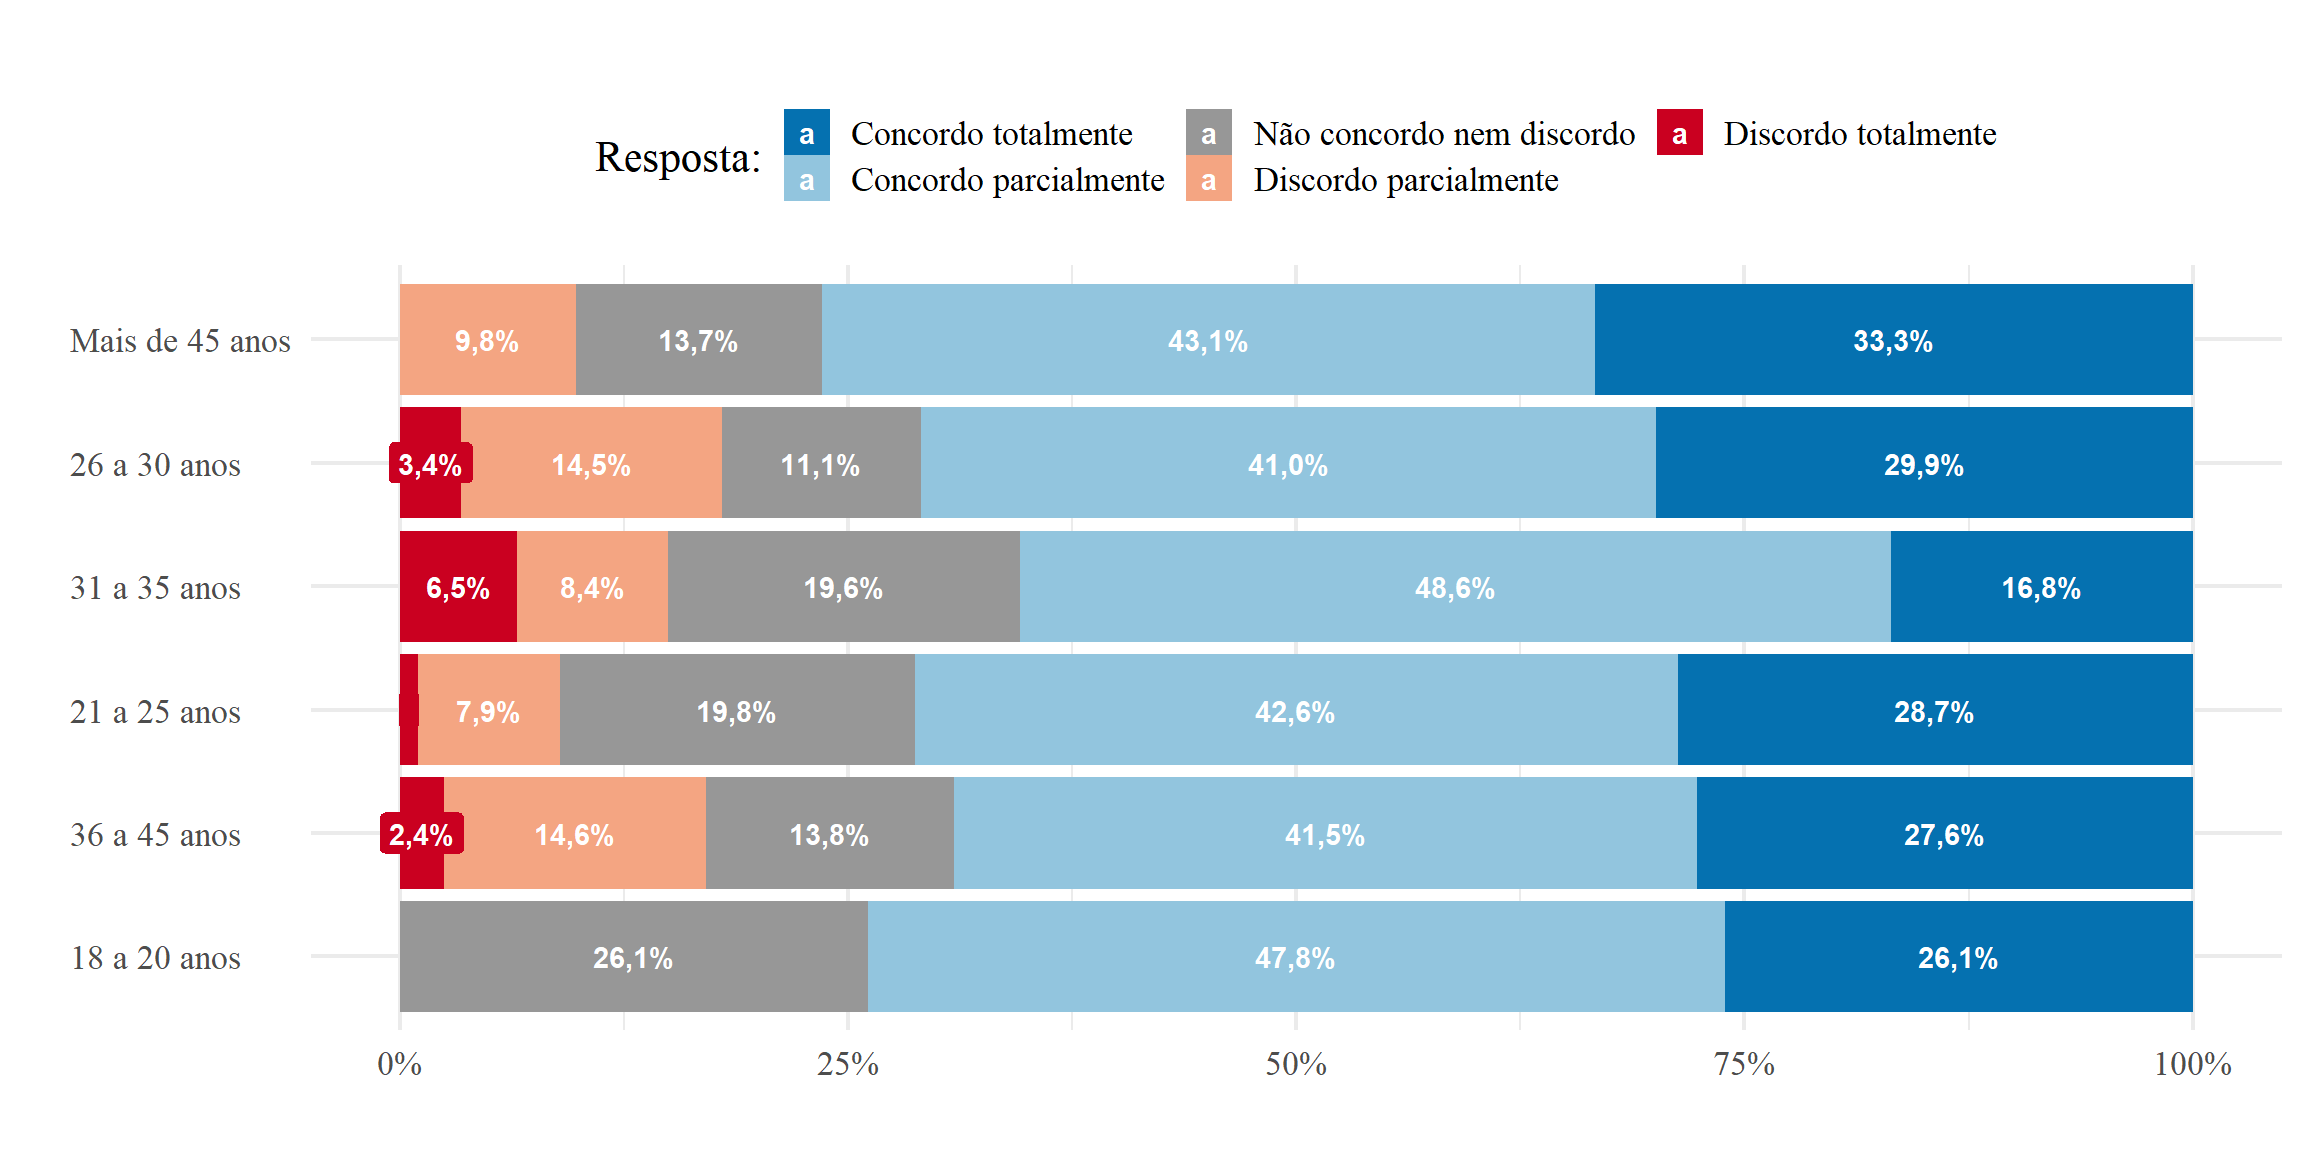 Resposta:
a Concordo totalmente a Não concordo nem discordo a Discordo totalmente
a Concordo parcialmente a Discordo parcialmente
Mais de 45 anos 9,8% 13,7% 43,1% 33,3%
26 a 30 anos 3,4% 14,5% 11,1% 41,0% 29,9%
31 a 35 anos 6,5% 8,4% 19,6% 48,6% 16,8%
21 a 25 anos 7,9% 19,8% 42,6% 28,7%
36 a 45 anos 2,4% 14,6% 13,8% 41,5% 27,6%
18 a 20 anos 26,1% 47,8% 26,1%
0% 25% 50% 75% 100%